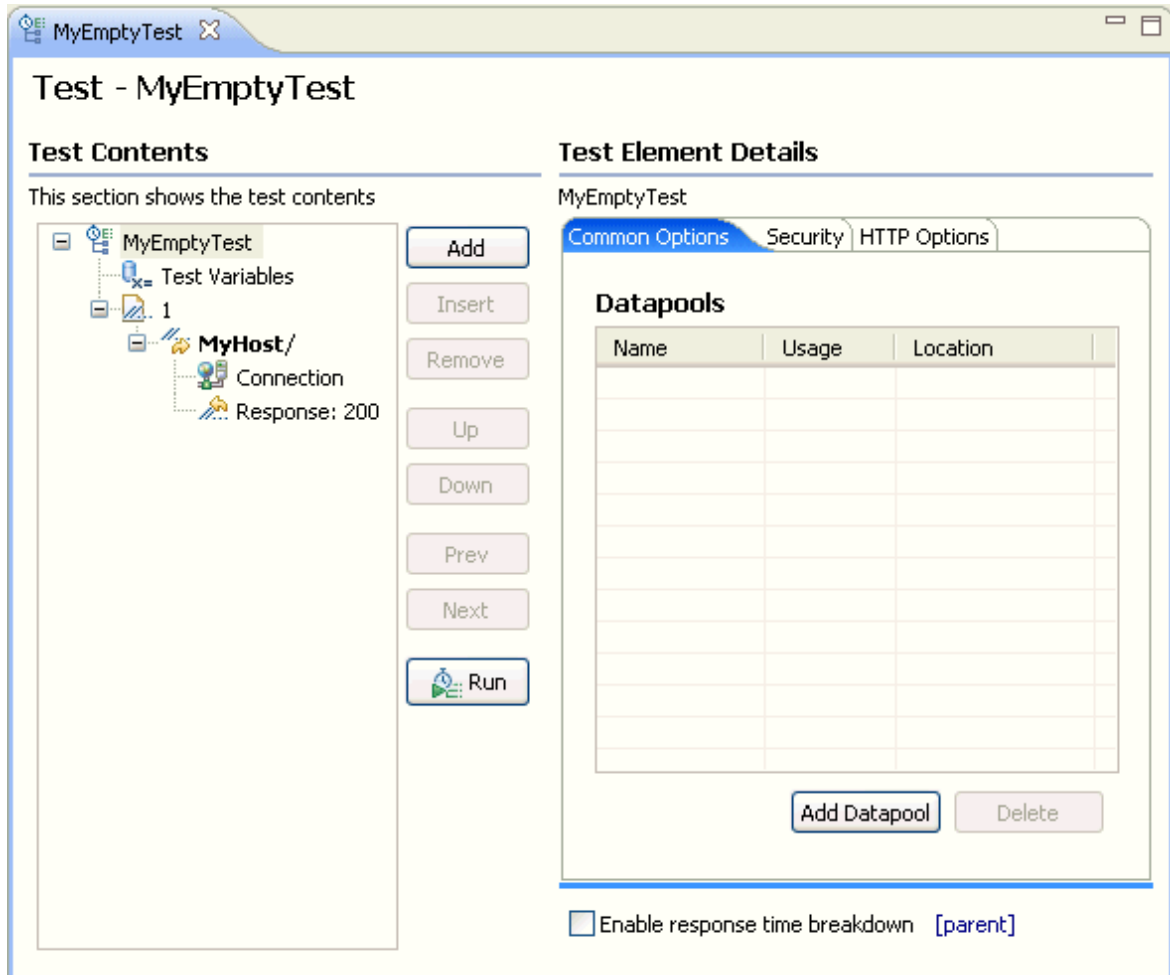 MyEmptyTest
Test - MyEmptyTest
Test Contents
This section shows the test contents
MyEmptyTest
Test Variables
1
MyHost/
Connection
Response: 200
Add
Insert
Remove
Up
Down
Prev
Next
Run
Test Element Details
MyEmptyTest
Common Options Security HTTP Options
Datapools
Name Usage Location
Add Datapool Delete
Enable response time breakdown [parent]